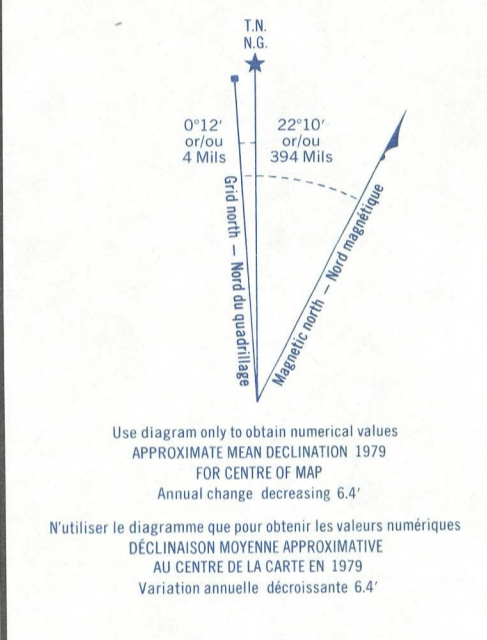 T.N.
N.G.
0°12′
or/ou
4 Mils
22°10′
or/ou
394 Mils
Grid north — Nord du quadrillage
Magnetic north — Nord magnétique
Use diagram only to obtain numerical values
APPROXIMATE MEAN DECLINATION 1979
FOR CENTRE OF MAP
Annual change decreasing 6.4′
N'utiliser le diagramme que pour obtenir les valeurs numériques
DÉCLINAISON MOYENNE APPROXIMATIVE
AU CENTRE DE LA CARTE EN 1979
Variation annuelle décroissante 6.4′